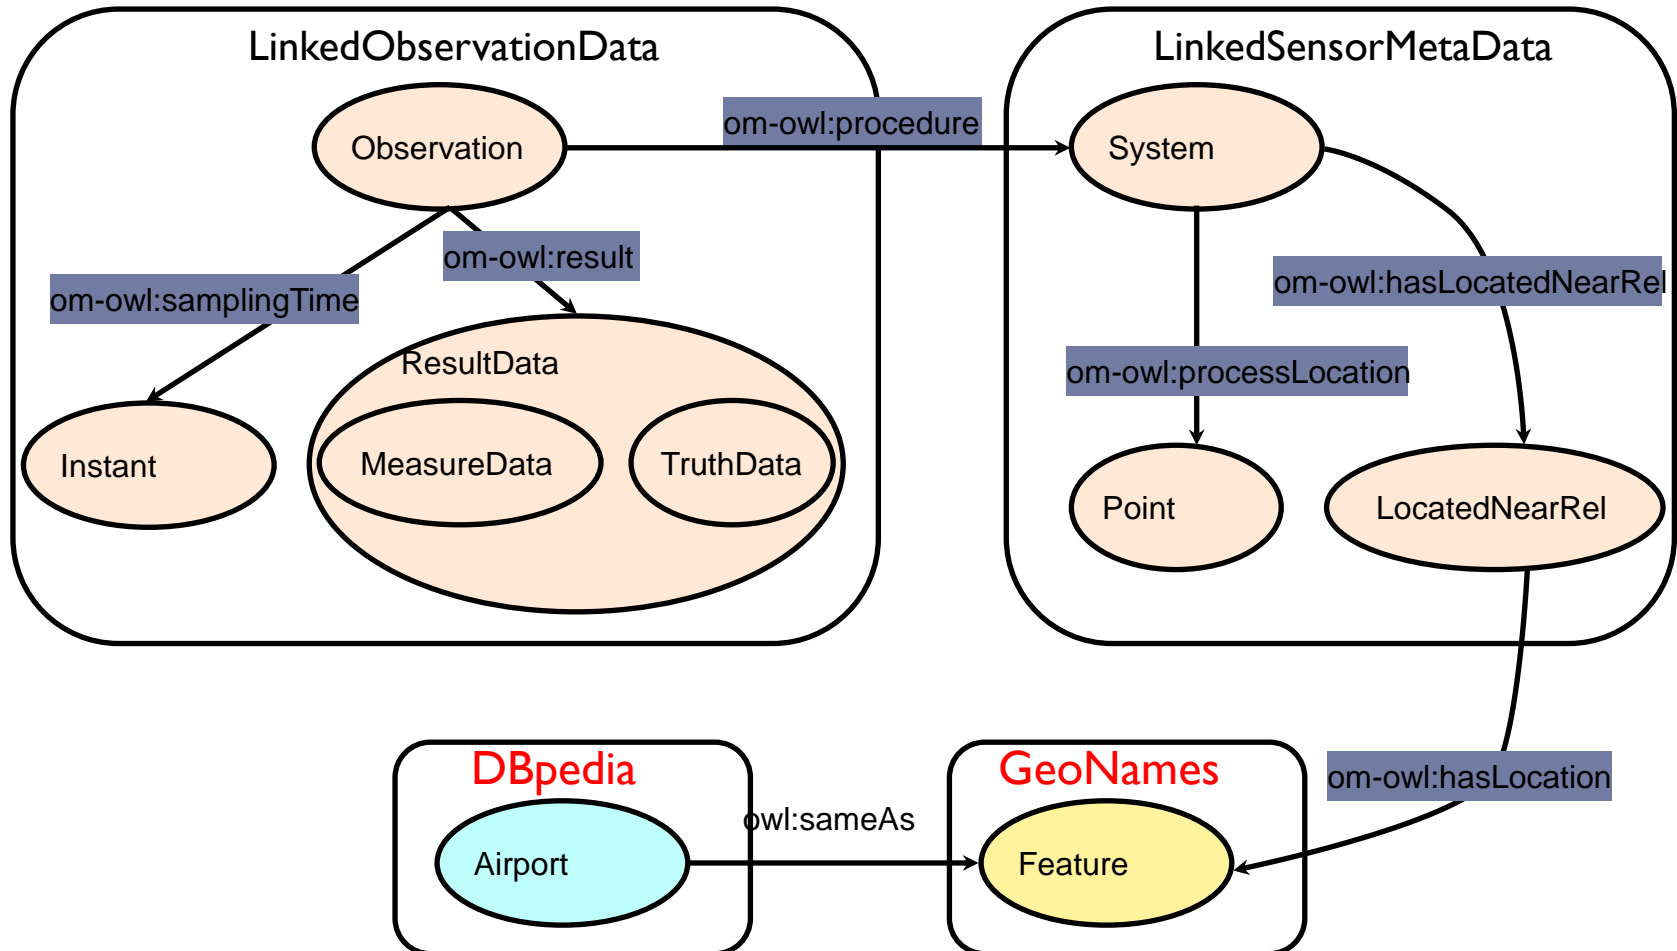 LinkedObservationData
LinkedSensorMetaData
om-owl:procedure
Observation
System
om-owl:result
om-owl:samplingTime
om-owl:hasLocatedNearRel
ResultData
om-owl:processLocation
Instant
MeasureData
TruthData
Point
LocatedNearRel
DBpedia
GeoNames
om-owl:hasLocation
owl:sameAs
Airport
Feature